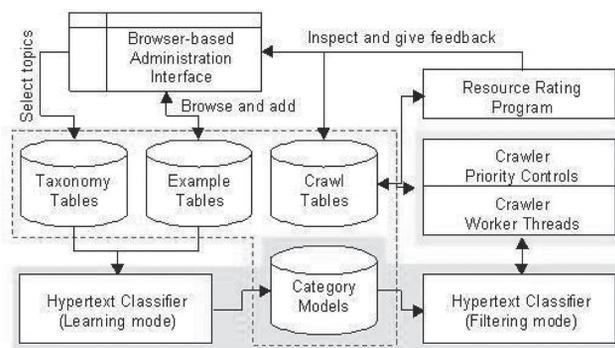 Browser-based
Administration
Interface
Inspect and give feedback
Select topics
Browse and add
Resource Rating
Program
Taxonomy
Tables
Example
Tables
Crawl
Tables
Crawler
Priority Controls
Crawler
Worker Threads
Hypertext Classifier
(Learning mode)
Category
Models
Hypertext Classifier
(Filtering mode)